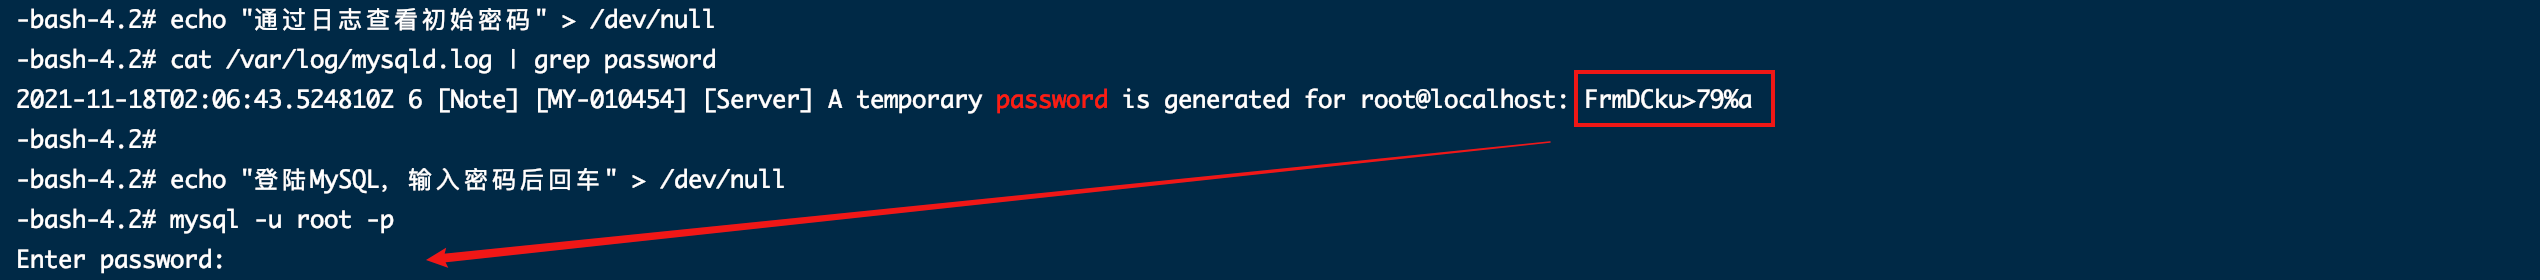 -bash-4.2# echo "通过日志查看初始密码" > /dev/null
-bash-4.2# cat /var/log/mysqld.log | grep password
2021-11-18T02:06:43.524810Z 6 [Note] [MY-010454] [Server] A temporary password is generated for root@localhost: FrmDCku>79%a
-bash-4.2#
-bash-4.2# echo "登陆MySQL, 输入密码后回车" > /dev/null
-bash-4.2# mysql -u root -p
Enter password: